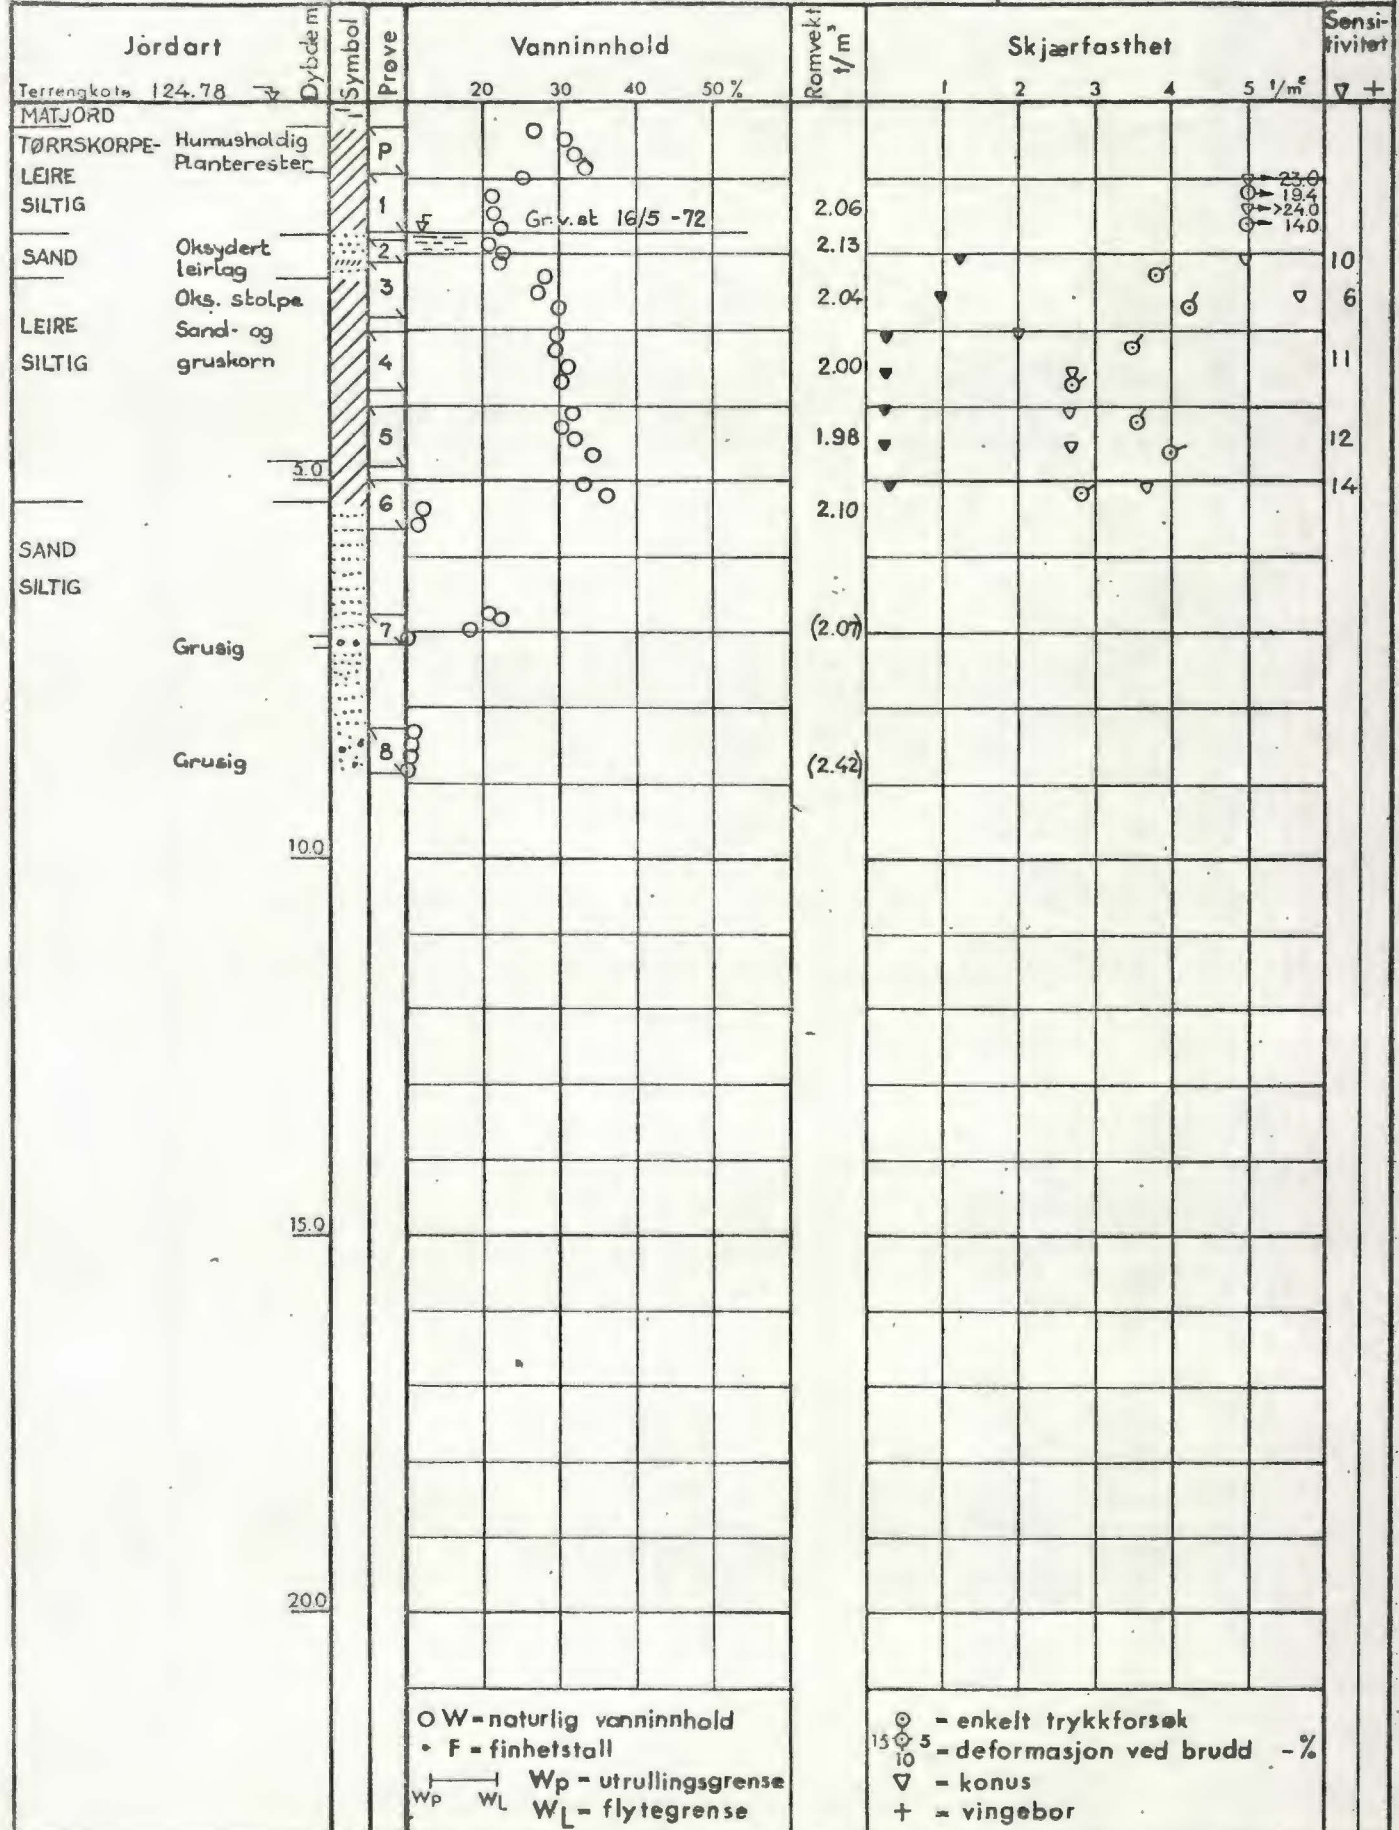 Jordart
Dybde m
Symbol
Prøve
Vanninnhold
Romvekt t/m³
Skjærfasthet
Sensi-
tivitet
Terrengkote 124.78
20 30 40 50 %
1 2 3 4 5 t/m²
▽ +
MATJORD
TØRRSKORPE- Humusholdig
Planterester
P
LEIRE
23.0
SILTIG
1
19.4
2.06
>24.0
Gr.v.st 16/5 -72
14.0
SAND Oksydert
leirlag
2
2.13
10
Oks. stolpe
3
2.04
6
LEIRE Sand- og
SILTIG gruskorn
4
2.00
11
5
1.98
12
5.0
14
6
2.10
SAND
SILTIG
7
(2.07)
Grusig
8
Grusig
(2.42)
10.0
15.0
20.0
O W = naturlig vanninnhold
• F = finhetstall
Wp = utrullingsgrense
Wp WL
WL = flytegrense
= enkelt trykkforsøk
15 5
10
= deformasjon ved brudd -%
▽ = konus
+ = vingebor